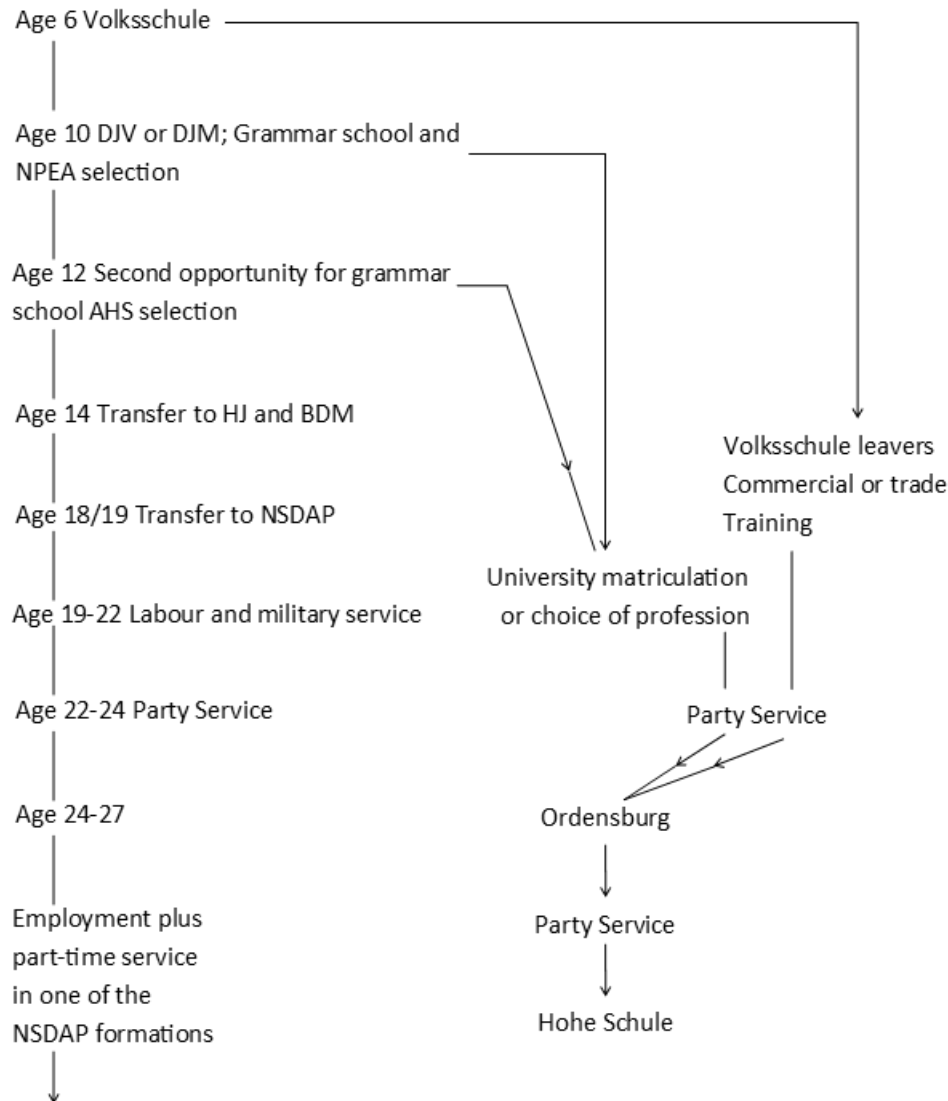 Age 6 Volksschule
Age 10 DJV or DJM; Grammar school and
NPEA selection
Age 12 Second opportunity for grammar
school AHS selection
Age 14 Transfer to HJ and BDM
Age 18/19 Transfer to NSDAP
Age 19-22 Labour and military service
Age 22-24 Party Service
Age 24-27
Employment plus
part-time service
in one of the
NSDAP formations
University matriculation
or choice of profession
Volksschule leavers
Commercial or trade
Training
Party Service
Ordensburg
Party Service
Hohe Schule